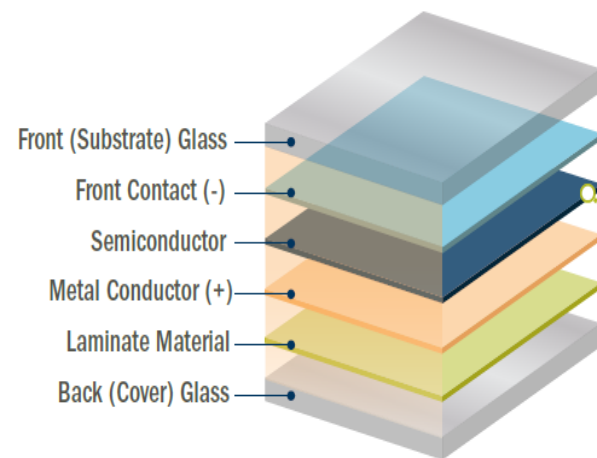 Front (Substrate) Glass
Front Contact (-)
Semiconductor
Metal Conductor (+)
Laminate Material
Back (Cover) Glass